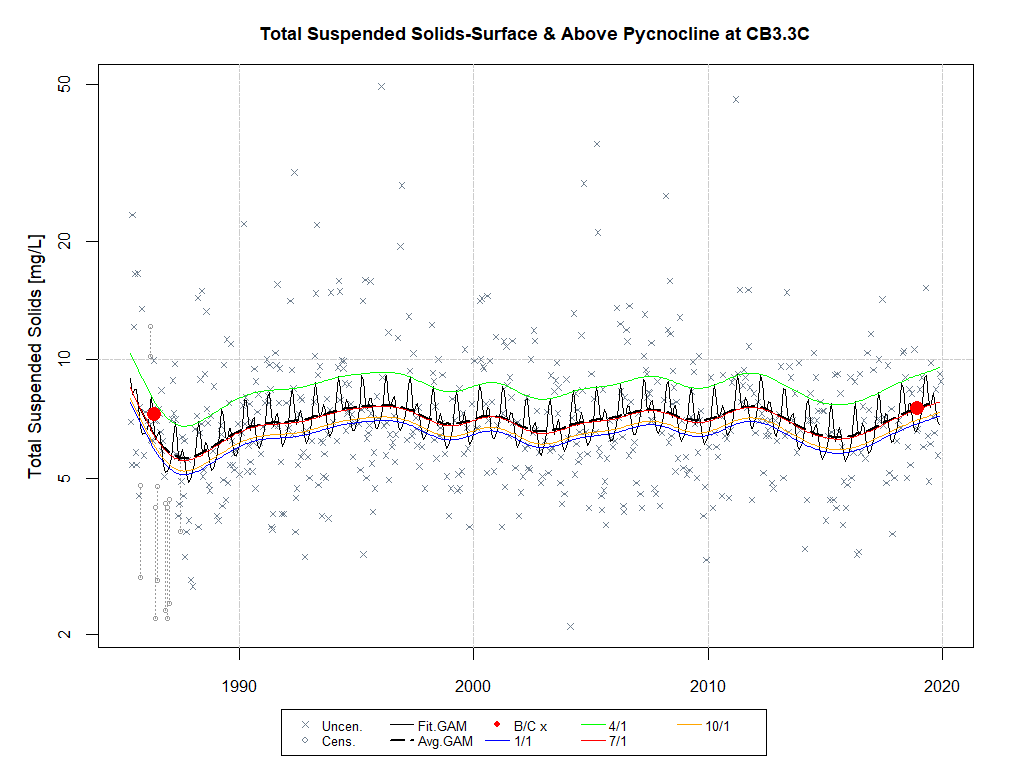 Total Suspended Solids-Surface & Above Pycnocline at CB3.3C
Total Suspended Solids [mg/L]
50
20
10
5
2
1990 2000 2010 2020
Uncen. Fit.GAM B/C x 4/1 10/1
Cens. Avg.GAM 1/1 7/1